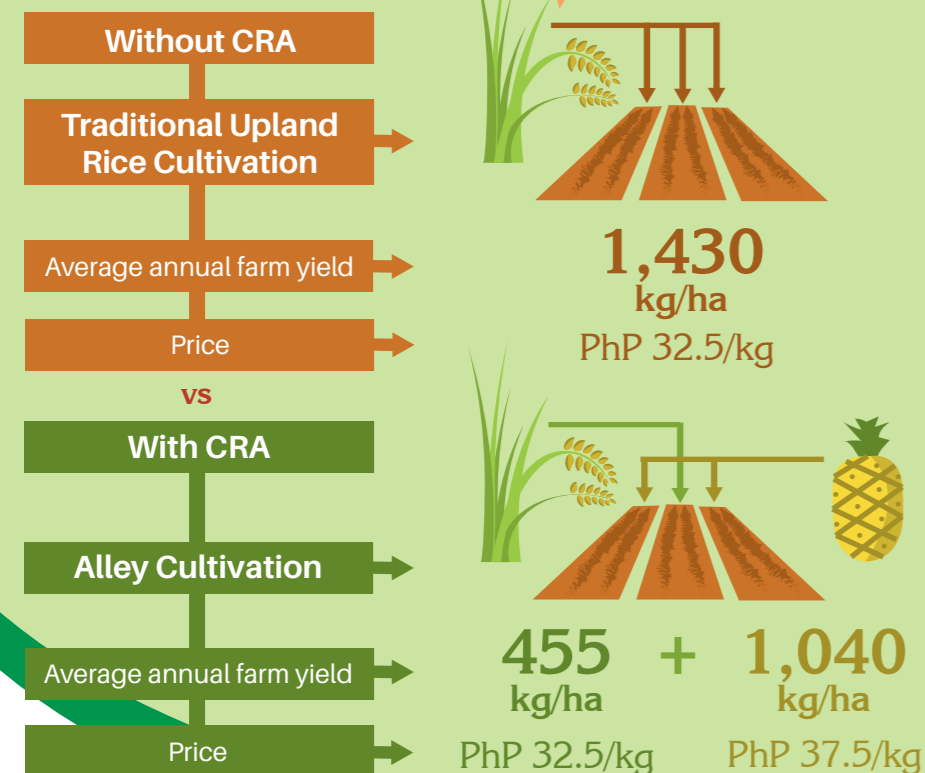 Without CRA
Traditional Upland
Rice Cultivation
Average annual farm yield
1,430
kg/ha
Price
PhP 32.5/kg
vs
With CRA
Alley Cultivation
Average annual farm yield
455 + 1,040
kg/ha kg/ha
Price
PhP 32.5/kg PhP 37.5/kg